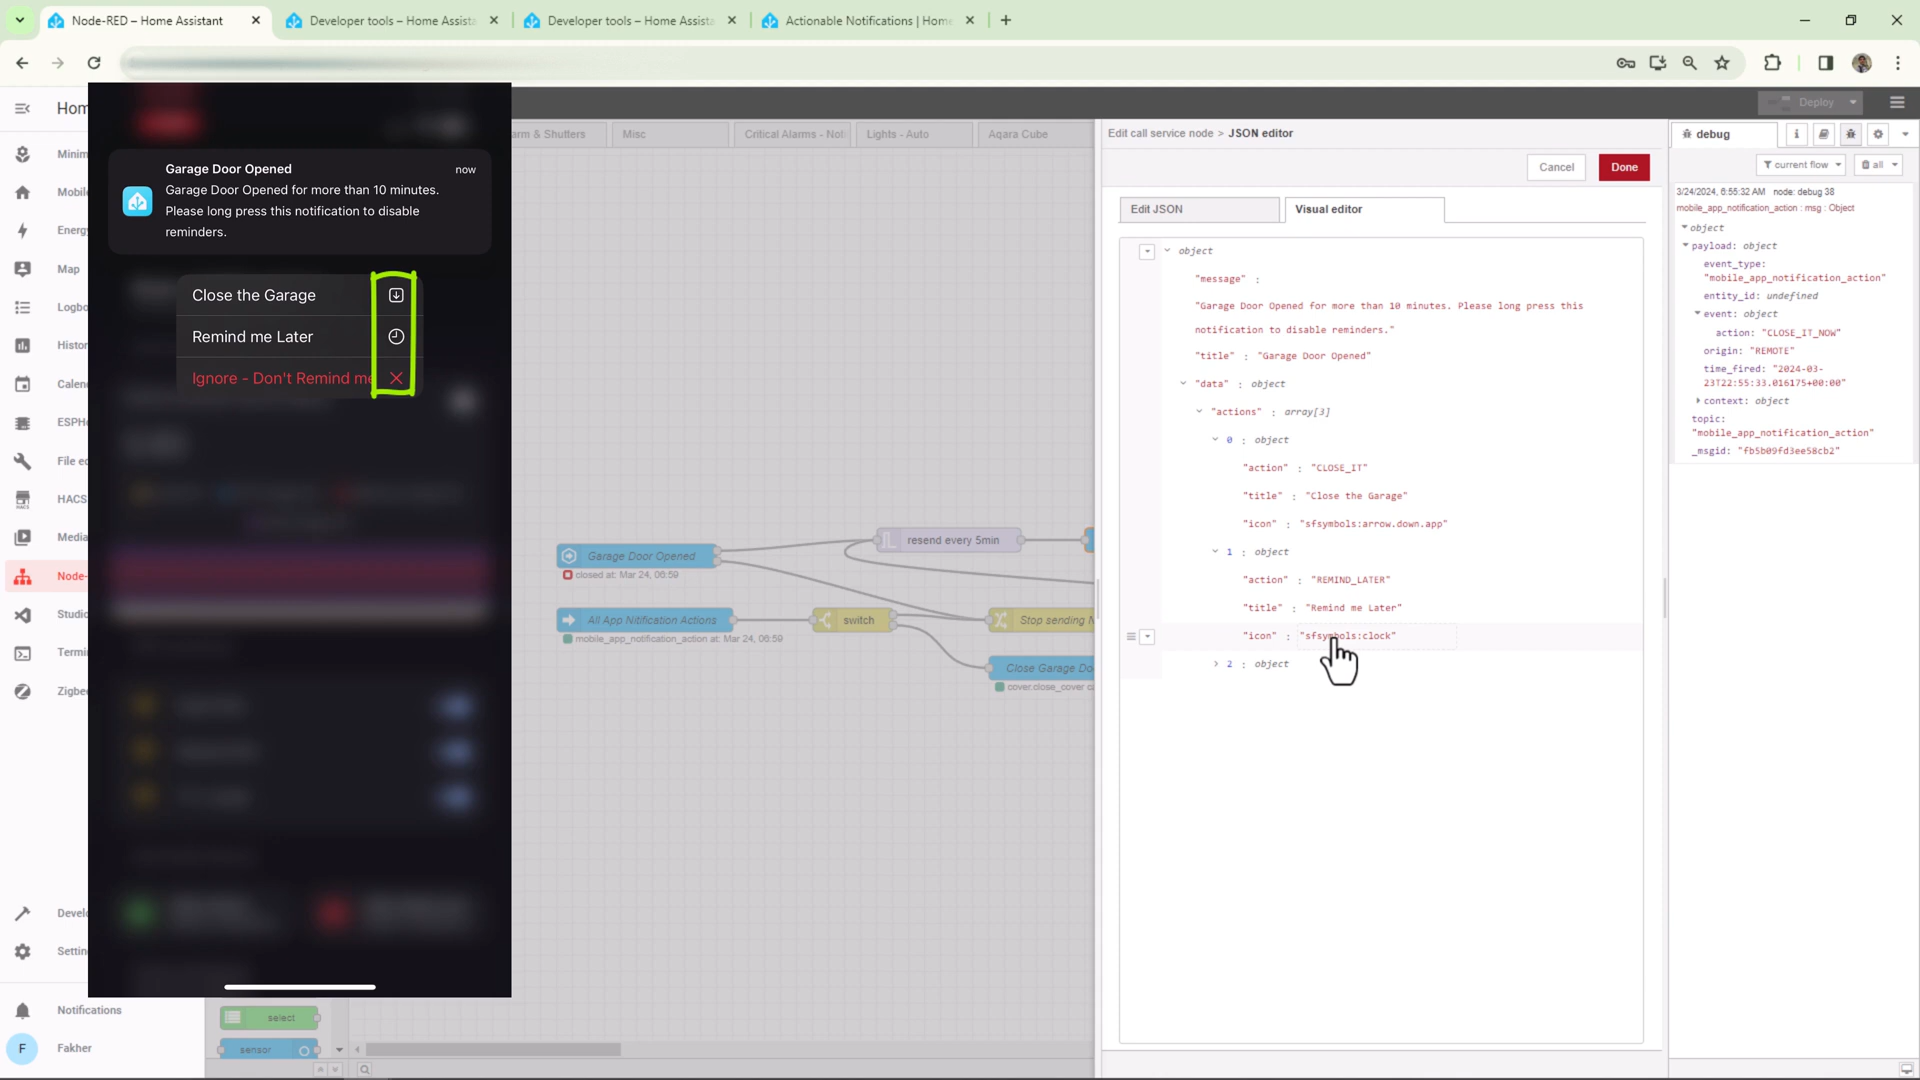 Node-RED – Home Assistant
Developer tools – Home Assista
Developer tools – Home Assista
Actionable Notifications | Home
Hom
Deploy
Minim
Mobil
Energy
Map
Logbo
Histor
Calend
ESPH
File ed
HACS
Media
Node-
Studio
Termi
Zigbe
Develo
Settin
Notifications
F
Fakher
Garage Door Opened
now
Garage Door Opened for more than 10 minutes.
Please long press this notification to disable
reminders.
Close the Garage
Remind me Later
Ignore - Don't Remind me
arm & Shutters
Misc
Critical Alarms - Not
Lights - Auto
Aqara Cube
Garage Door Opened
closed at: Mar 24, 06:59
resend every 5min
All App Nitification Actions
mobile_app_notification_action at: Mar 24, 06:59
switch
Stop sending N
Close Garage Do
cover.close_cover c
select
sensor
Edit call service node > JSON editor
Cancel
Done
Edit JSON
Visual editor
object
"message" :
"Garage Door Opened for more than 10 minutes. Please long press this
notification to disable reminders."
"title" : "Garage Door Opened"
"data" : object
"actions" : array[3]
0 : object
"action" : "CLOSE_IT"
"title" : "Close the Garage"
"icon" : "sfsymbols:arrow.down.app"
1 : object
"action" : "REMIND_LATER"
"title" : "Remind me Later"
"icon" : "sfsymbols:clock"
2 : object
debug
i
current flow
all
3/24/2024, 6:55:32 AM node: debug 38
mobile_app_notification_action : msg : Object
object
payload: object
event_type:
"mobile_app_notification_action"
entity_id: undefined
event: object
action: "CLOSE_IT_NOW"
origin: "REMOTE"
time_fired: "2024-03-
23T22:55:33.016175+00:00"
context: object
topic:
"mobile_app_notification_action"
_msgid: "fb5b09fd3ee58cb2"